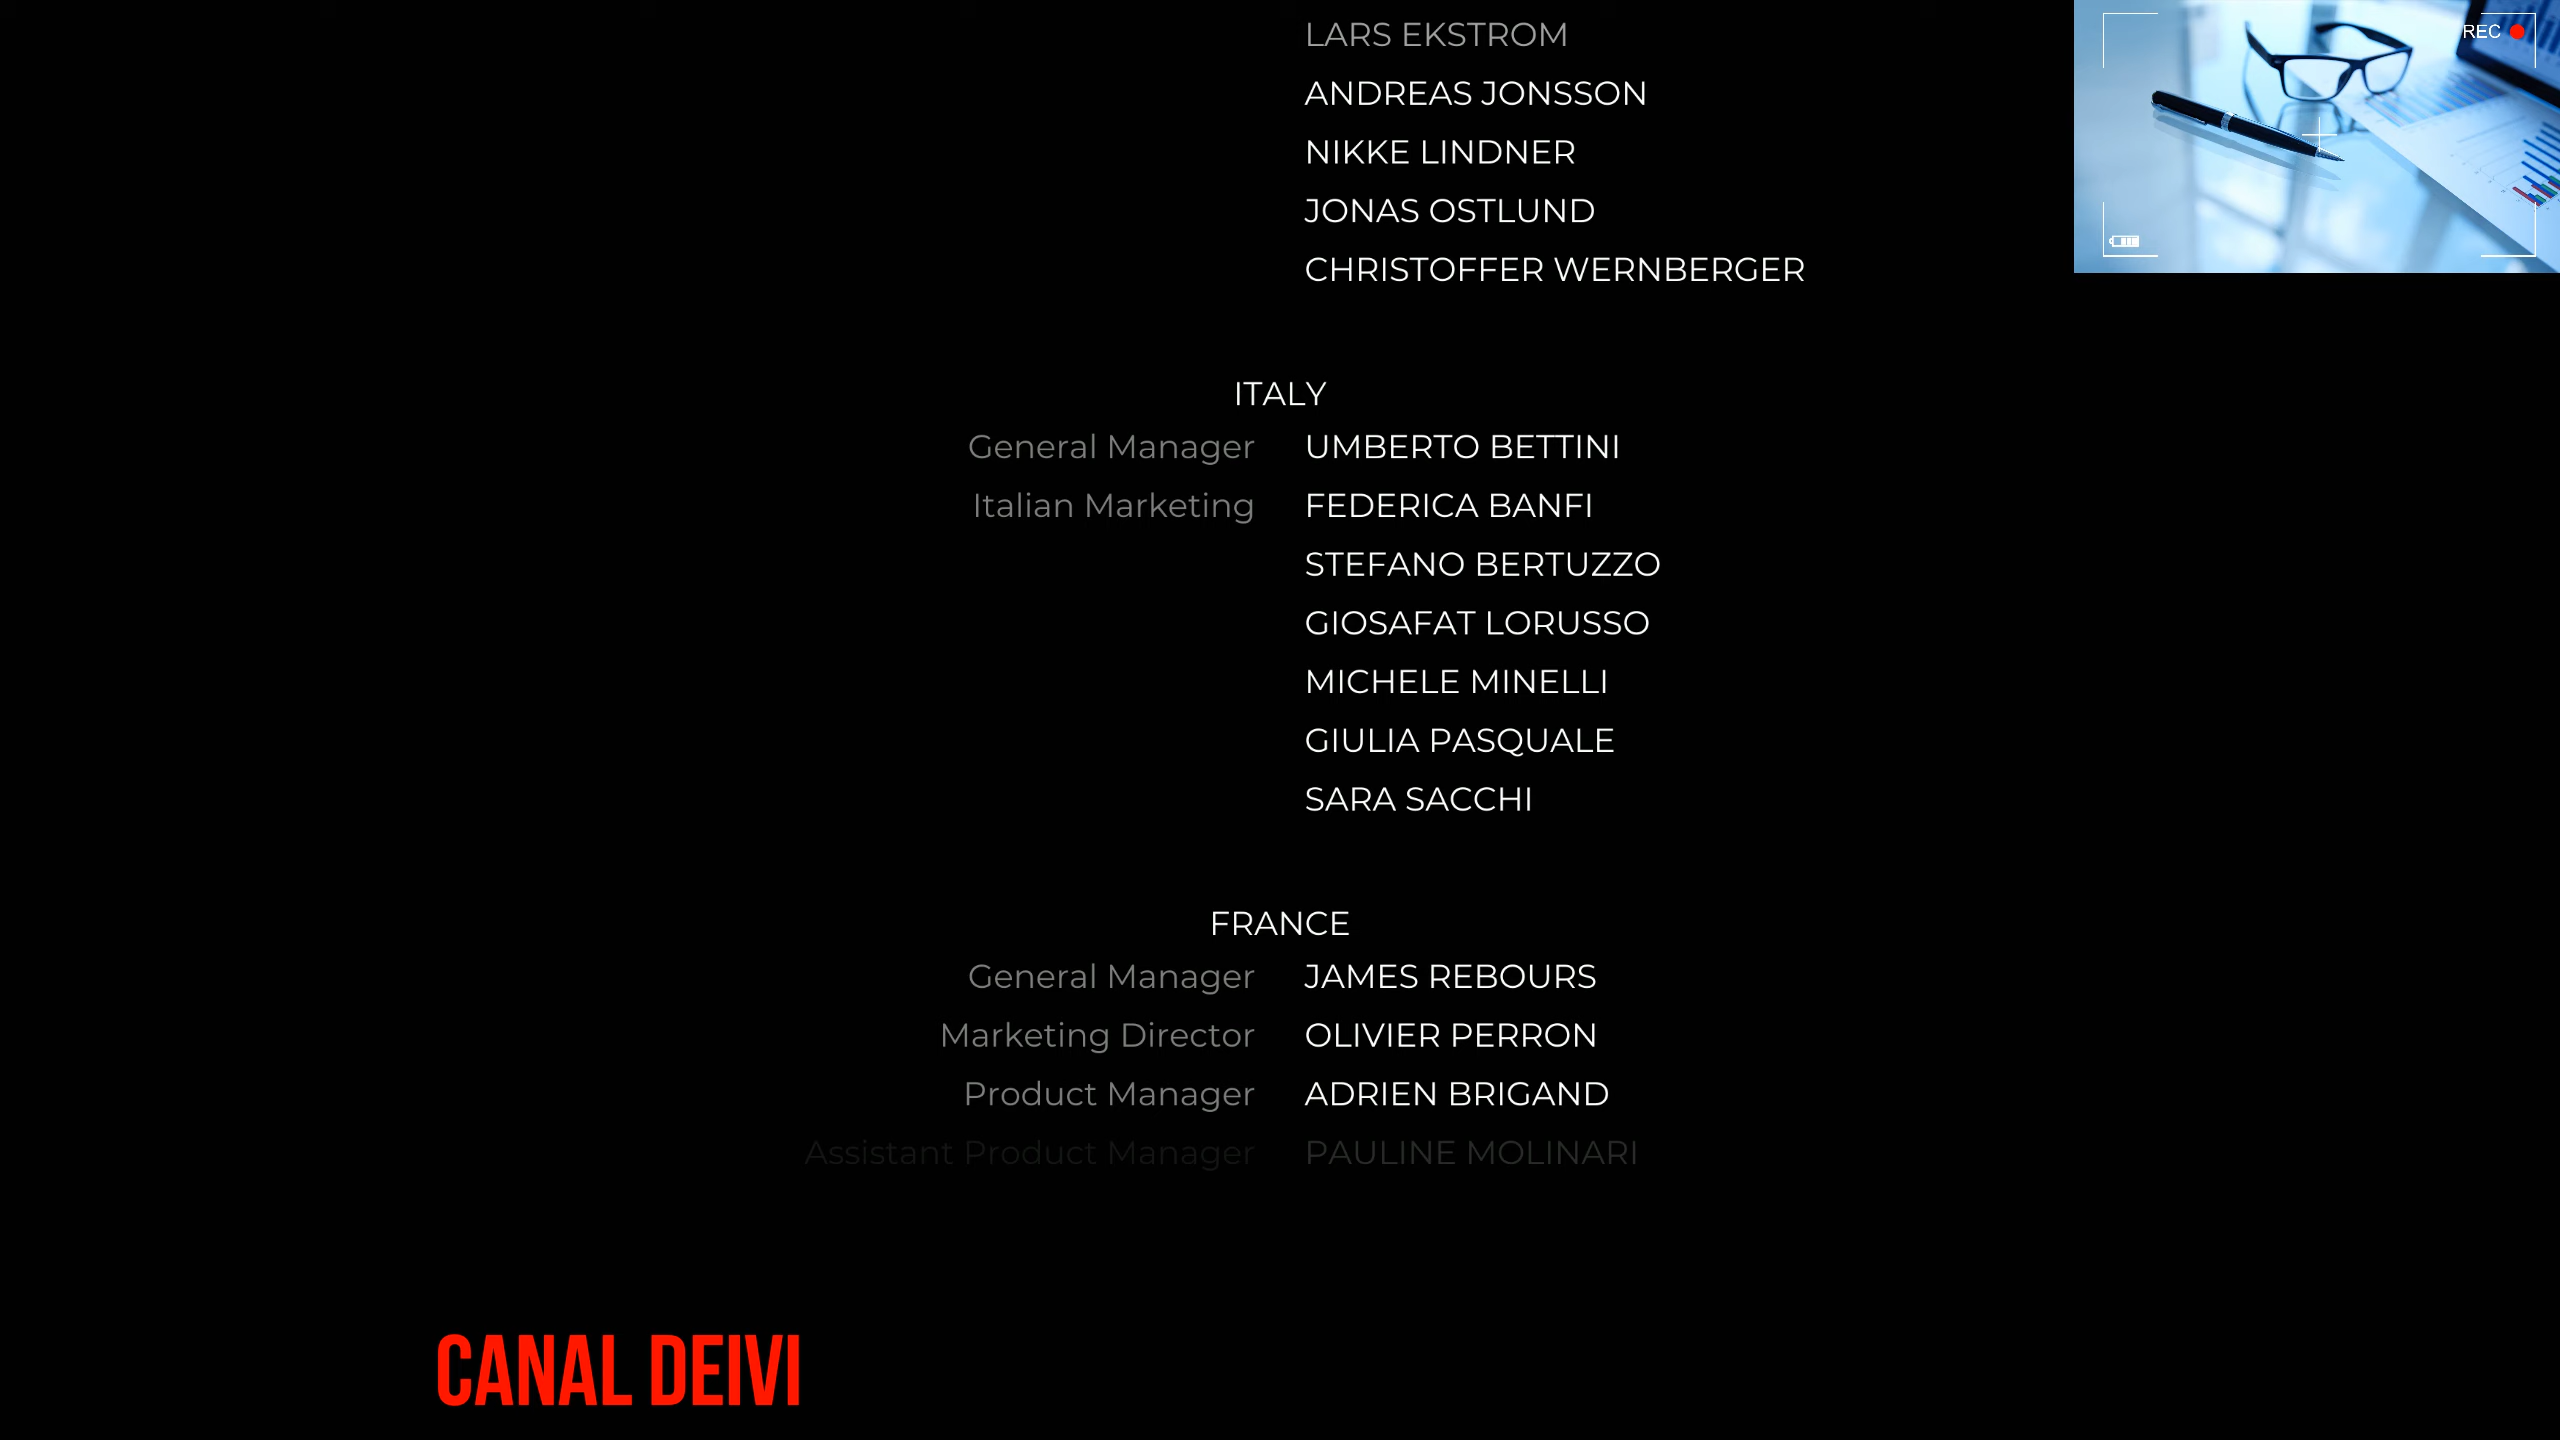 LARS EKSTROM
REC
ANDREAS JONSSON
NIKKE LINDNER
JONAS OSTLUND
CHRISTOFFER WERNBERGER
ITALY
General Manager UMBERTO BETTINI
Italian Marketing FEDERICA BANFI
STEFANO BERTUZZO
GIOSAFAT LORUSSO
MICHELE MINELLI
GIULIA PASQUALE
SARA SACCHI
FRANCE
General Manager JAMES REBOURS
Marketing Director OLIVIER PERRON
Product Manager ADRIEN BRIGAND
Assistant Product Manager PAULINE MOLINARI
CANAL DEIVI